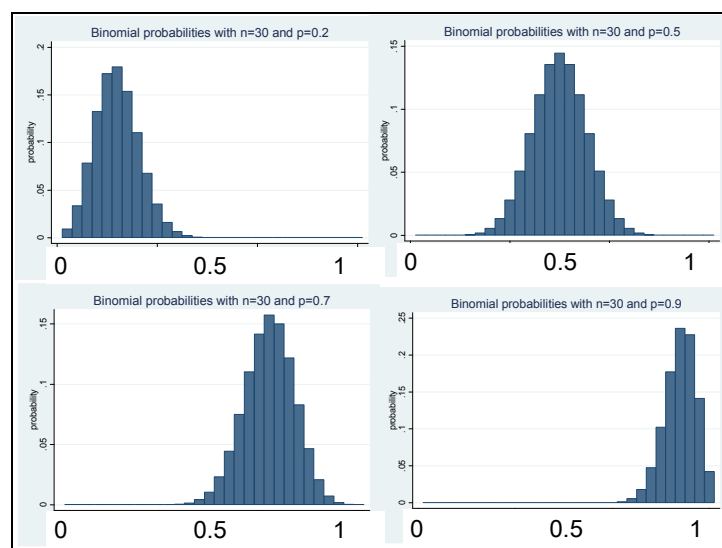 Binomial probabilities with n=30 and p=0.2
.2
.15
.1
.05
0
probability
0 0.5 1
Binomial probabilities with n=30 and p=0.5
.15
.1
.05
0
probability
0 0.5 1
Binomial probabilities with n=30 and p=0.7
.15
.1
.05
0
probability
0 0.5 1
Binomial probabilities with n=30 and p=0.9
.25
.2
.15
.1
.05
0
probability
0 0.5 1